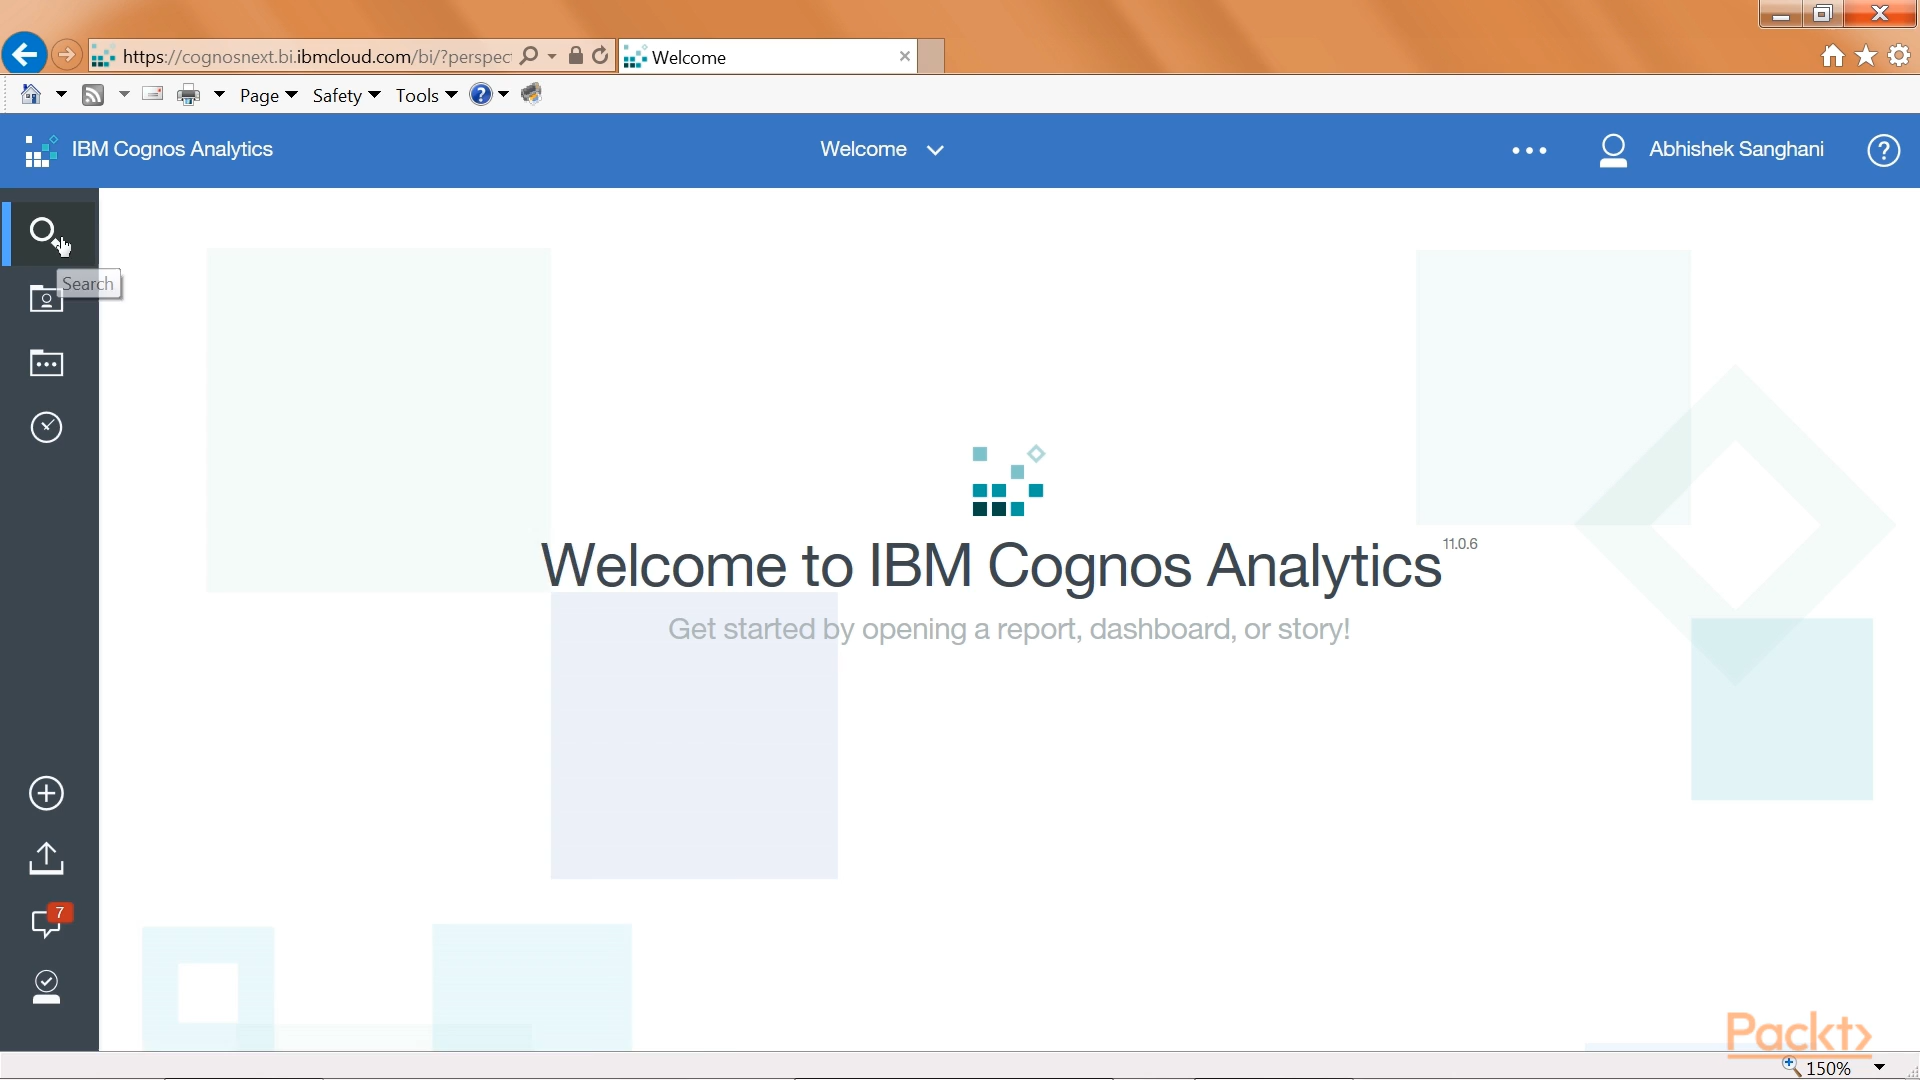 https://cognosnext.bi.ibmcloud.com/bi/?perspec
Welcome
Page
Safety
Tools
IBM Cognos Analytics
Welcome
Abhishek Sanghani
Search
Welcome to IBM Cognos Analytics 11.0.6
Get started by opening a report, dashboard, or story!
7
Packt>
150%